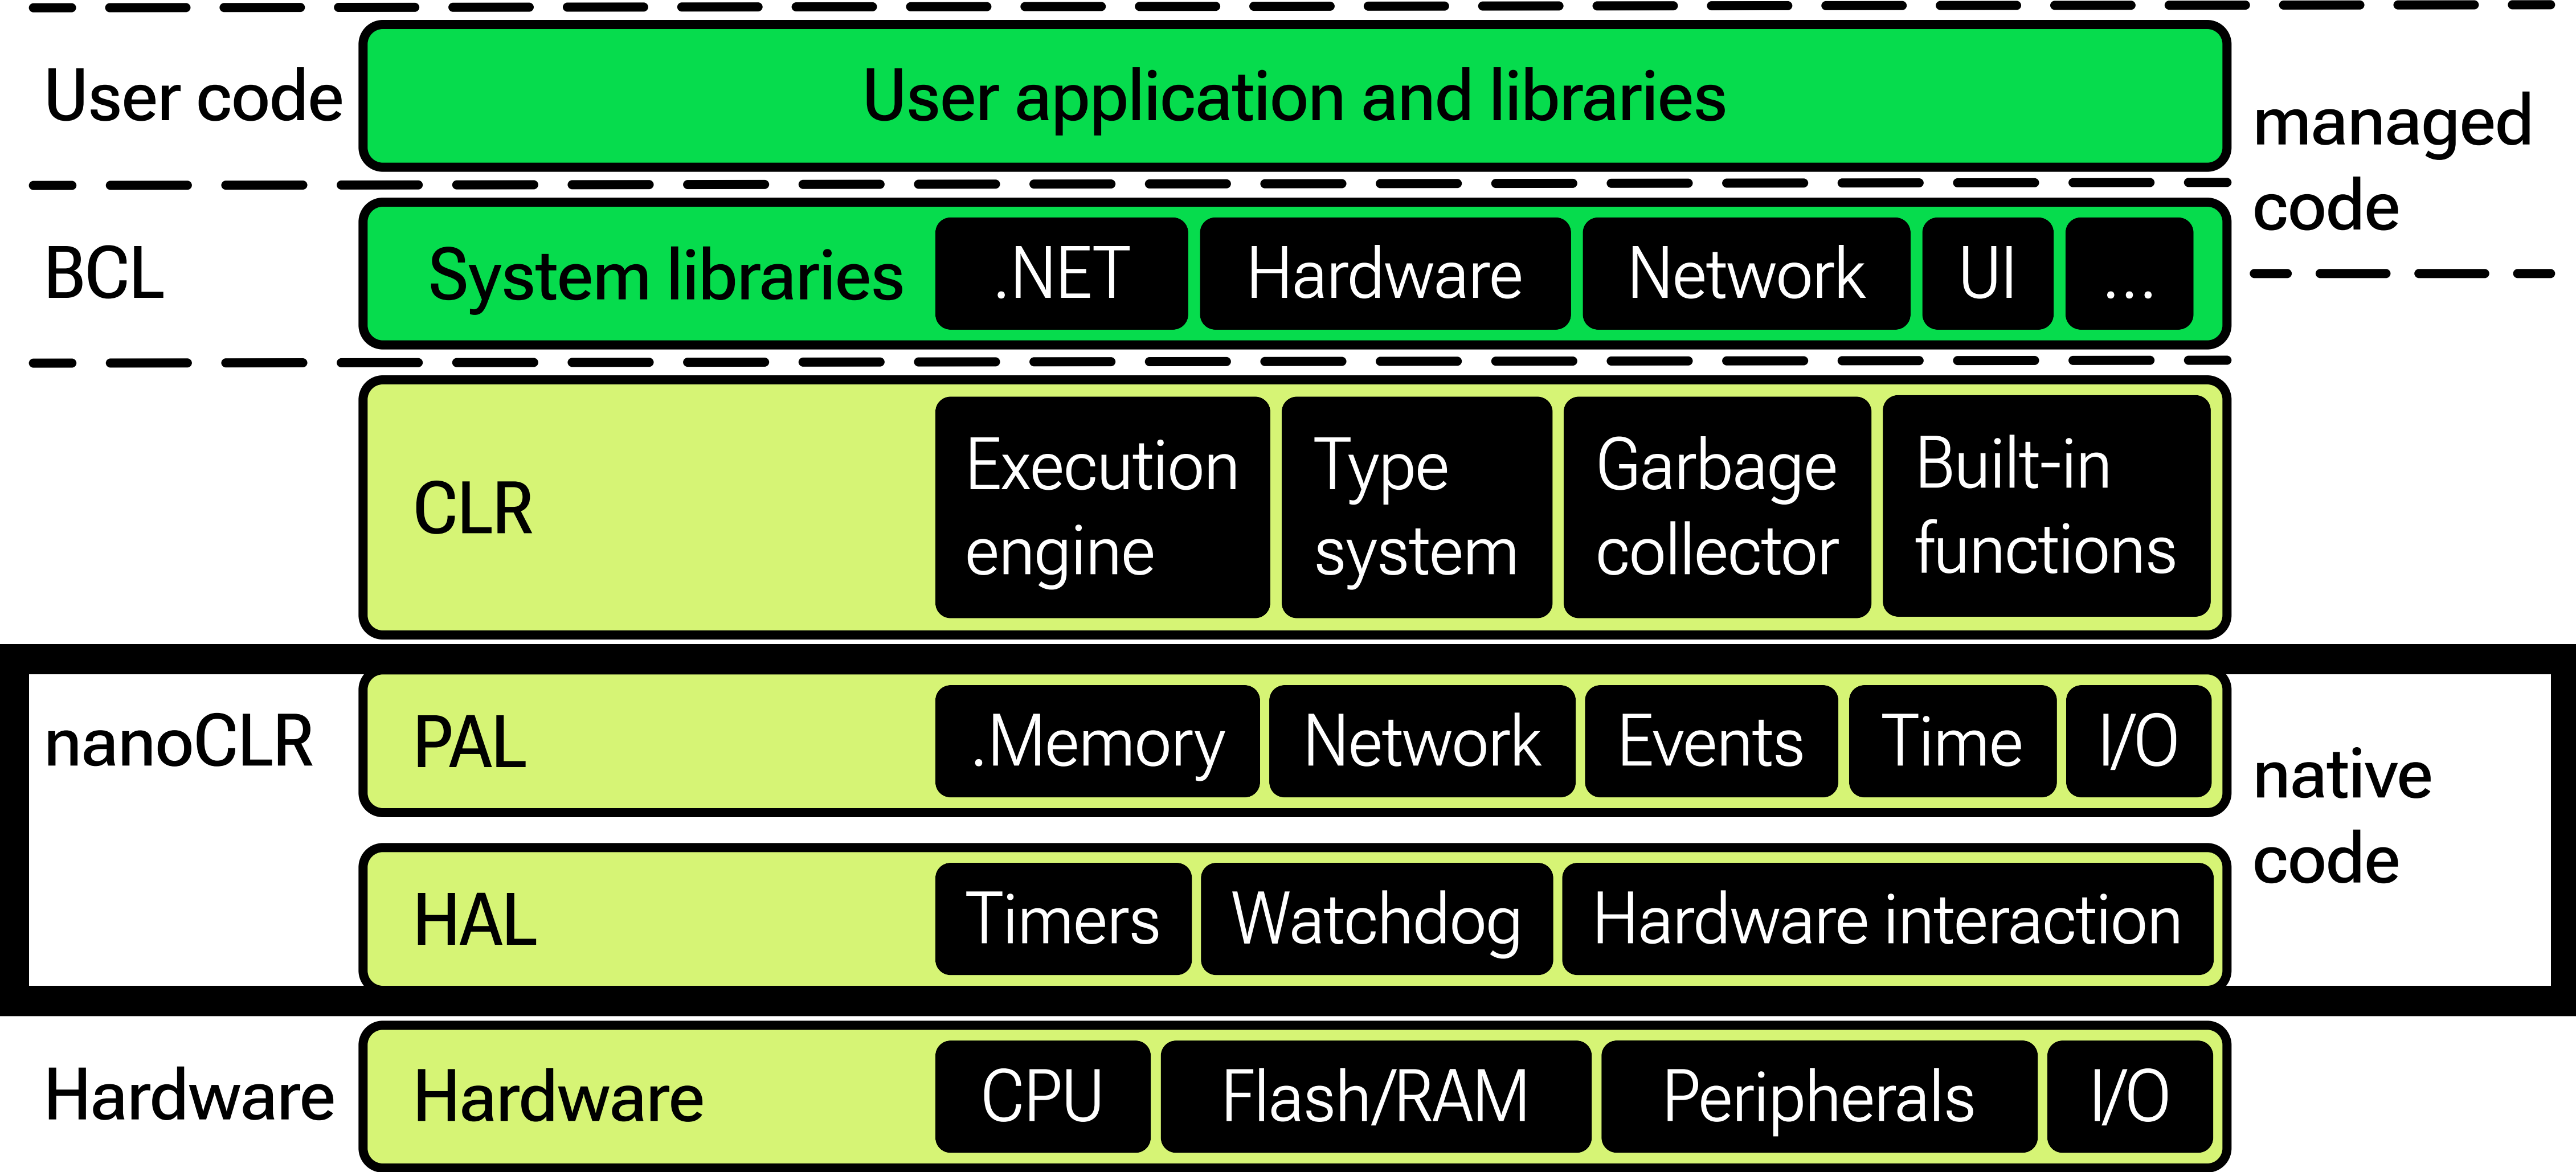 User code
User application and libraries
managed
code
BCL
System libraries
.NET
Hardware
Network
UI
...
CLR
Execution
engine
Type
system
Garbage
collector
Built-in
functions
nanoCLR
PAL
.Memory
Network
Events
Time
I/O
native
code
HAL
Timers
Watchdog
Hardware interaction
Hardware
Hardware
CPU
Flash/RAM
Peripherals
I/O